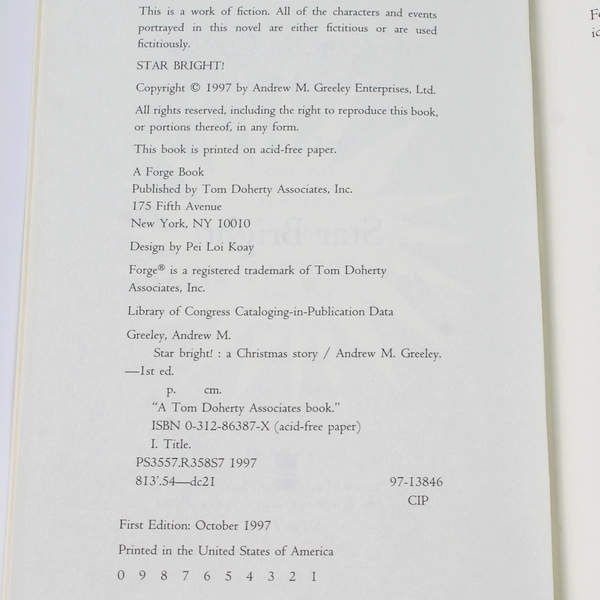 This is a work of fiction. All of the characters and events
portrayed in this novel are either fictitious or are used
fictitiously.
STAR BRIGHT!
Copyright © 1997 by Andrew M. Greeley Enterprises, Ltd.
All rights reserved, including the right to reproduce this book,
or portions thereof, in any form.
This book is printed on acid-free paper.
A Forge Book
Published by Tom Doherty Associates, Inc.
175 Fifth Avenue
New York, NY 10010
Design by Pei Loi Koay
Forge® is a registered trademark of Tom Doherty
Associates, Inc.
Library of Congress Cataloging-in-Publication Data
Greeley, Andrew M.
Star bright! : a Christmas story / Andrew M. Greeley.
—1st ed.
p. cm.
"A Tom Doherty Associates book."
ISBN 0-312-86387-X (acid-free paper)
I. Title.
PS3557.R358S7 1997
813'.54—dc21 97-13846
CIP
First Edition: October 1997
Printed in the United States of America
0 9 8 7 6 5 4 3 2 1